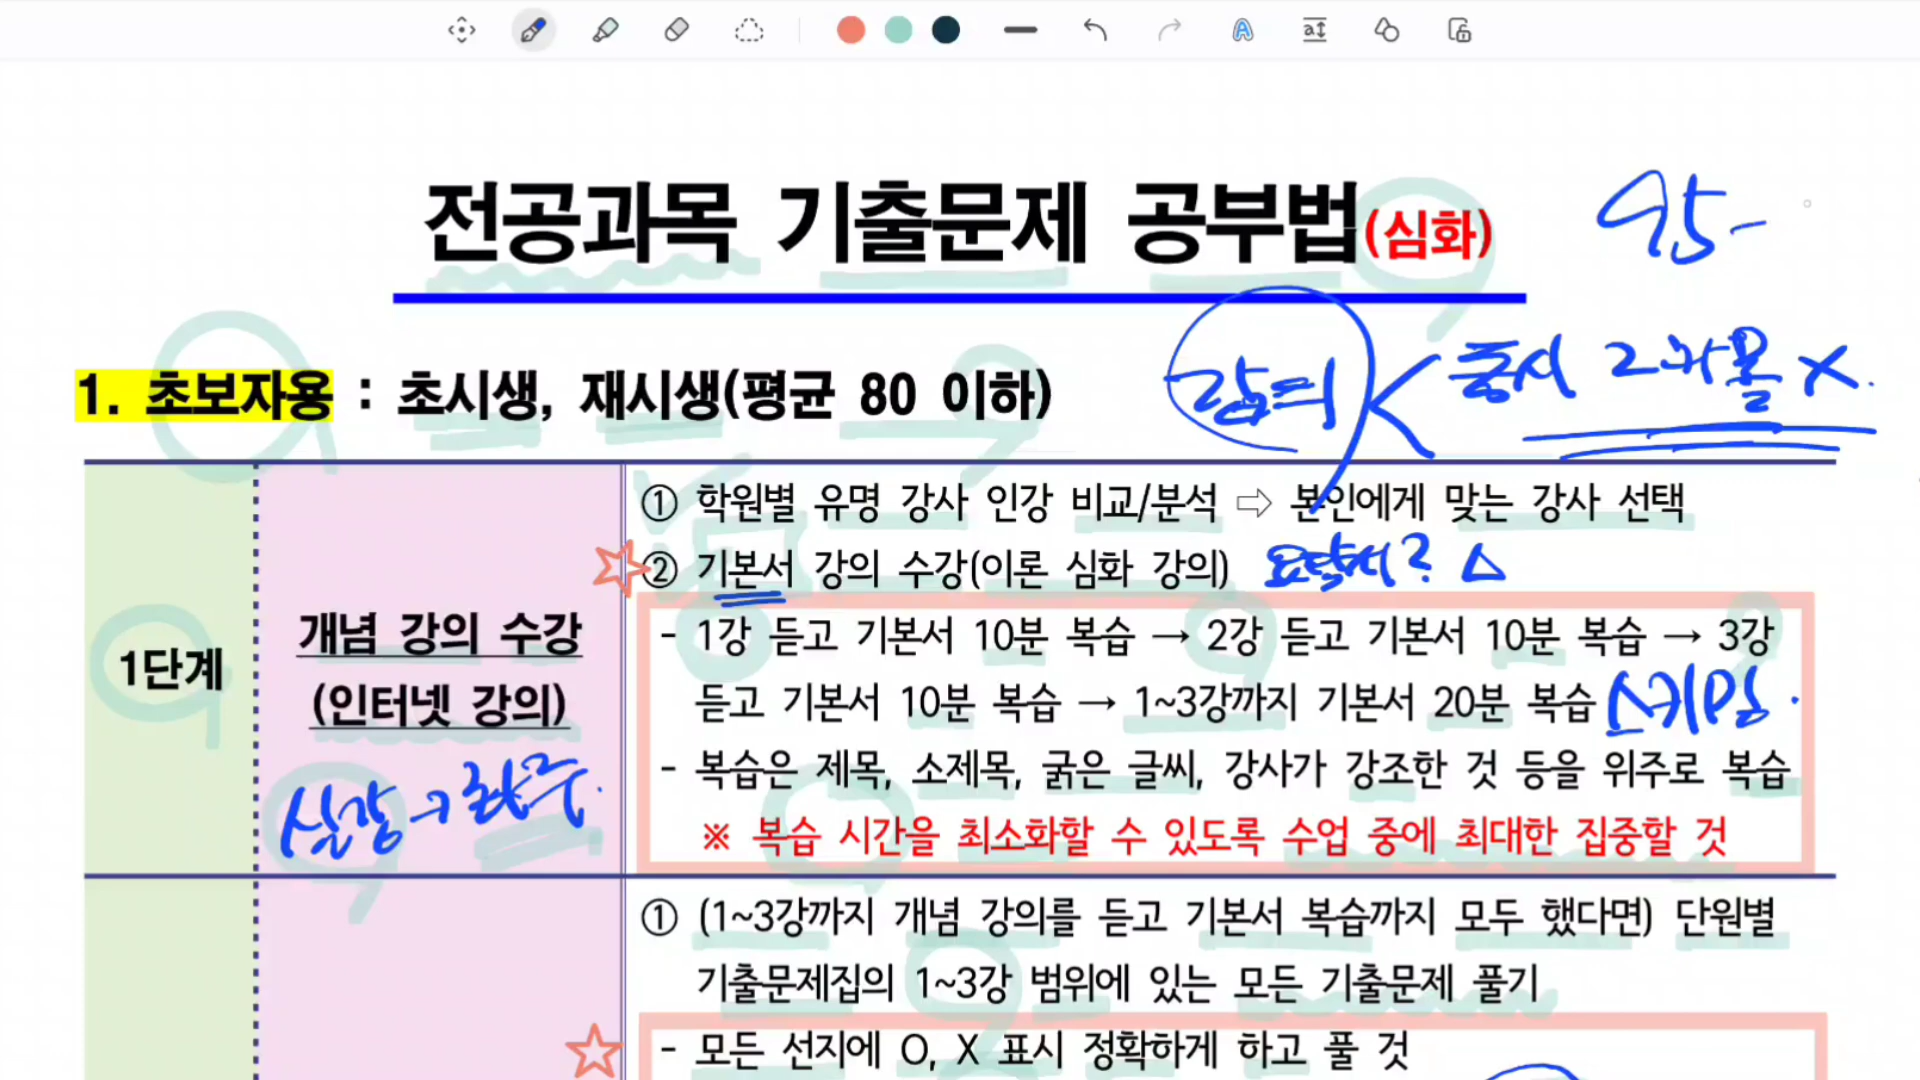 전공과목 기출문제 공부법(심화)
95-
1. 초보자용 : 초시생, 재시생(평균 80 이하)
강의
2과목 X.
① 학원별 유명 강사 인강 비교/분석 ⇨ 본인에게 맞는 강사 선택
② 기본서 강의 수강(이론 심화 강의)
요약서? △
1단계
개념 강의 수강
(인터넷 강의)
실강→
- 1강 듣고 기본서 10분 복습 → 2강 듣고 기본서 10분 복습 → 3강
듣고 기본서 10분 복습 → 1~3강까지 기본서 20분 복습
스키밍.
- 복습은 제목, 소제목, 굵은 글씨, 강사가 강조한 것 등을 위주로 복습
※ 복습 시간을 최소화할 수 있도록 수업 중에 최대한 집중할 것
① (1~3강까지 개념 강의를 듣고 기본서 복습까지 모두 했다면) 단원별
기출문제집의 1~3강 범위에 있는 모든 기출문제 풀기
- 모든 선지에 O, X 표시 정확하게 하고 풀 것